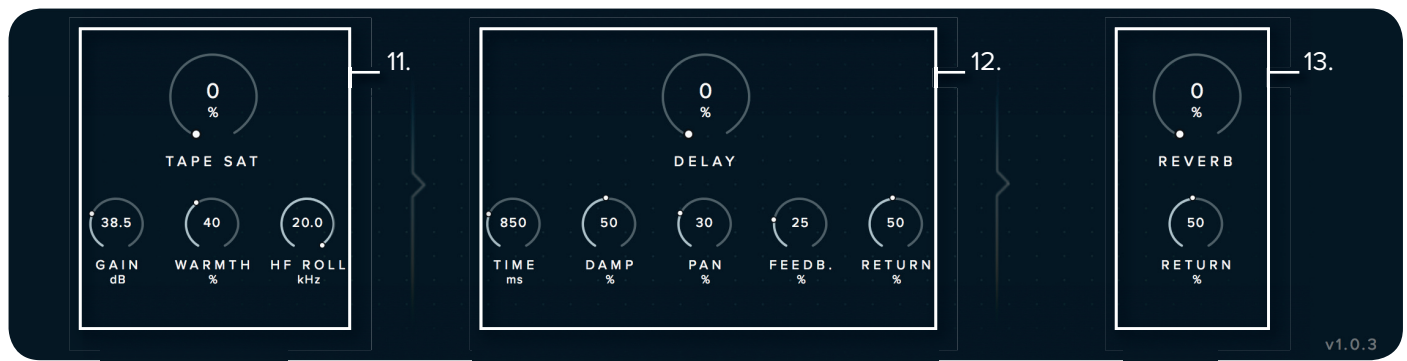 11.
0
%
TAPE SAT
38.5
GAIN
dB
40
WARMTH
%
20.0
HF ROLL
kHz
12.
0
%
DELAY
850
TIME
ms
50
DAMP
%
30
PAN
%
25
FEEDB.
%
50
RETURN
%
13.
0
%
REVERB
50
RETURN
%
v1.0.3